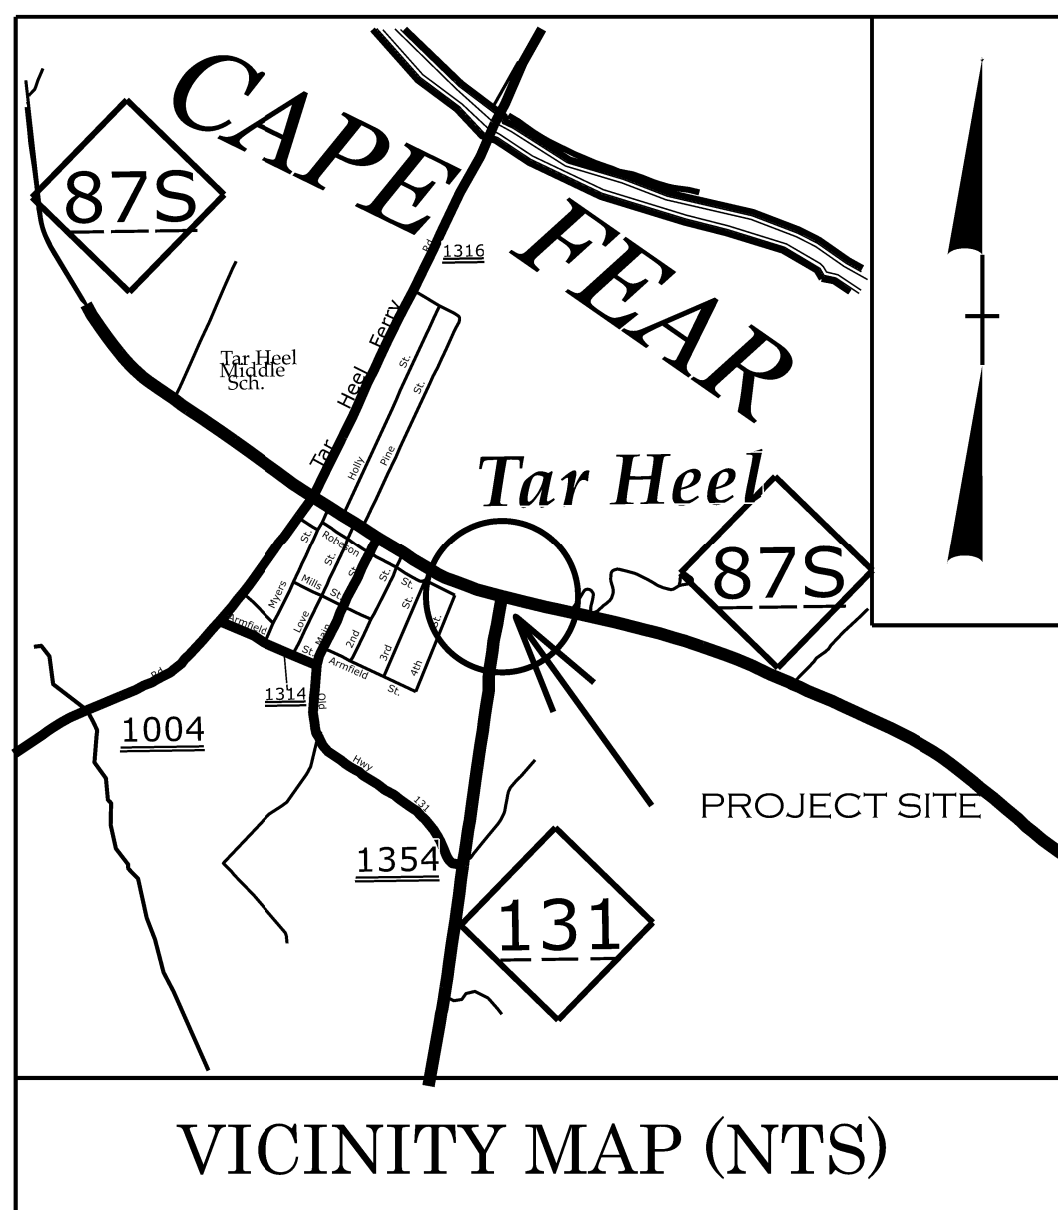 CAPE FEAR
87S
1316
Tar Heel Ferry Rd
Tar Heel
Middle
Sch.
Holly St.
Pine St.
Tar Heel
87S
Robeson St.
Myers St.
Mills St.
Love St.
Main St.
2nd St.
3rd St.
4th St.
Armfield St.
Armfield St.
1314
Rd
1004
Old Hwy 131
1354
PROJECT SITE
131
VICINITY MAP (NTS)